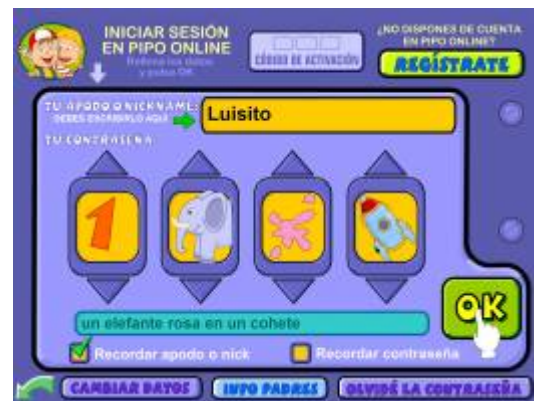 INICIAR SESIÓN
EN PIPO ONLINE
Rellena los datos
y pulsa OK
CÓDIGO DE ACTIVACIÓN
¿NO DISPONES DE CUENTA
EN PIPO ONLINE?
REGÍSTRATE
TU APODO O NICKNAME:
DEBES ESCRIBIRLO AQUÍ
Luisito
TU CONTRASEÑA
1
un elefante rosa en un cohete
OK
Recordar apodo o nick
Recordar contraseña
CAMBIAR DATOS
INFO PADRES
OLVIDÉ LA CONTRASEÑA